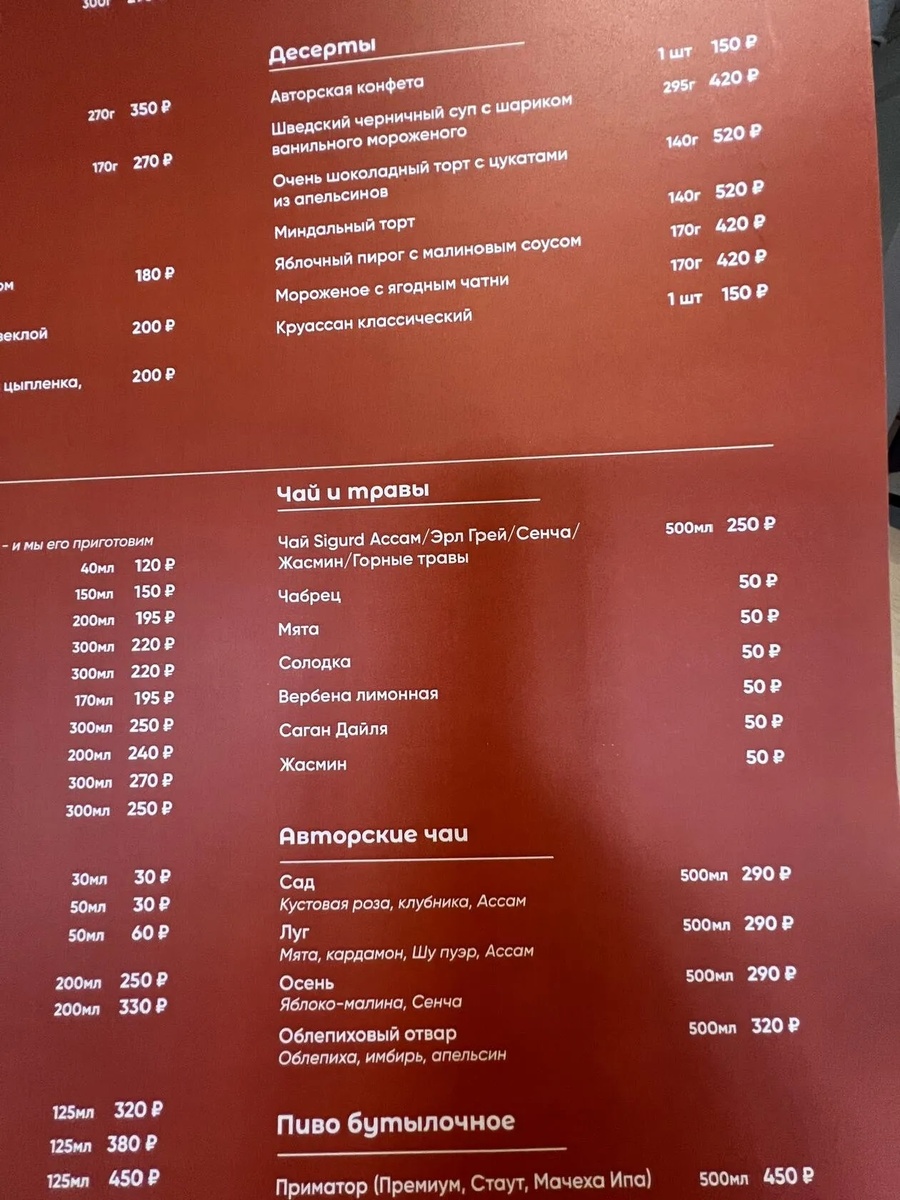 300г
270г 350 ₽
170г 270 ₽
180 ₽
200 ₽
цыпленка, 200 ₽
Десерты
Авторская конфета 1 шт 150 ₽
Шведский черничный суп с шариком 295г 420 ₽
ванильного мороженого
Очень шоколадный торт с цукатами 140г 520 ₽
из апельсинов
Миндальный торт 140г 520 ₽
Яблочный пирог с малиновым соусом 170г 420 ₽
Мороженое с ягодным чатни 170г 420 ₽
Круассан классический 1 шт 150 ₽
- и мы его приготовим
40мл 120 ₽
150мл 150 ₽
200мл 195 ₽
300мл 220 ₽
300мл 220 ₽
170мл 195 ₽
300мл 250 ₽
200мл 240 ₽
300мл 270 ₽
300мл 250 ₽
30мл 30 ₽
50мл 30 ₽
50мл 60 ₽
200мл 250 ₽
200мл 330 ₽
125мл 320 ₽
125мл 380 ₽
125мл 450 ₽
Чай и травы
Чай Sigurd Ассам/Эрл Грей/Сенча/ 500мл 250 ₽
Жасмин/Горные травы
Чабрец 50 ₽
Мята 50 ₽
Солодка 50 ₽
Вербена лимонная 50 ₽
Саган Дайля 50 ₽
Жасмин 50 ₽
Авторские чаи
Сад 500мл 290 ₽
Кустовая роза, клубника, Ассам
Луг 500мл 290 ₽
Мята, кардамон, Шу пуэр, Ассам
Осень 500мл 290 ₽
Яблоко-малина, Сенча
Облепиховый отвар 500мл 320 ₽
Облепиха, имбирь, апельсин
Пиво бутылочное
Приматор (Премиум, Стаут, Мачеха Ипа) 500мл 450 ₽